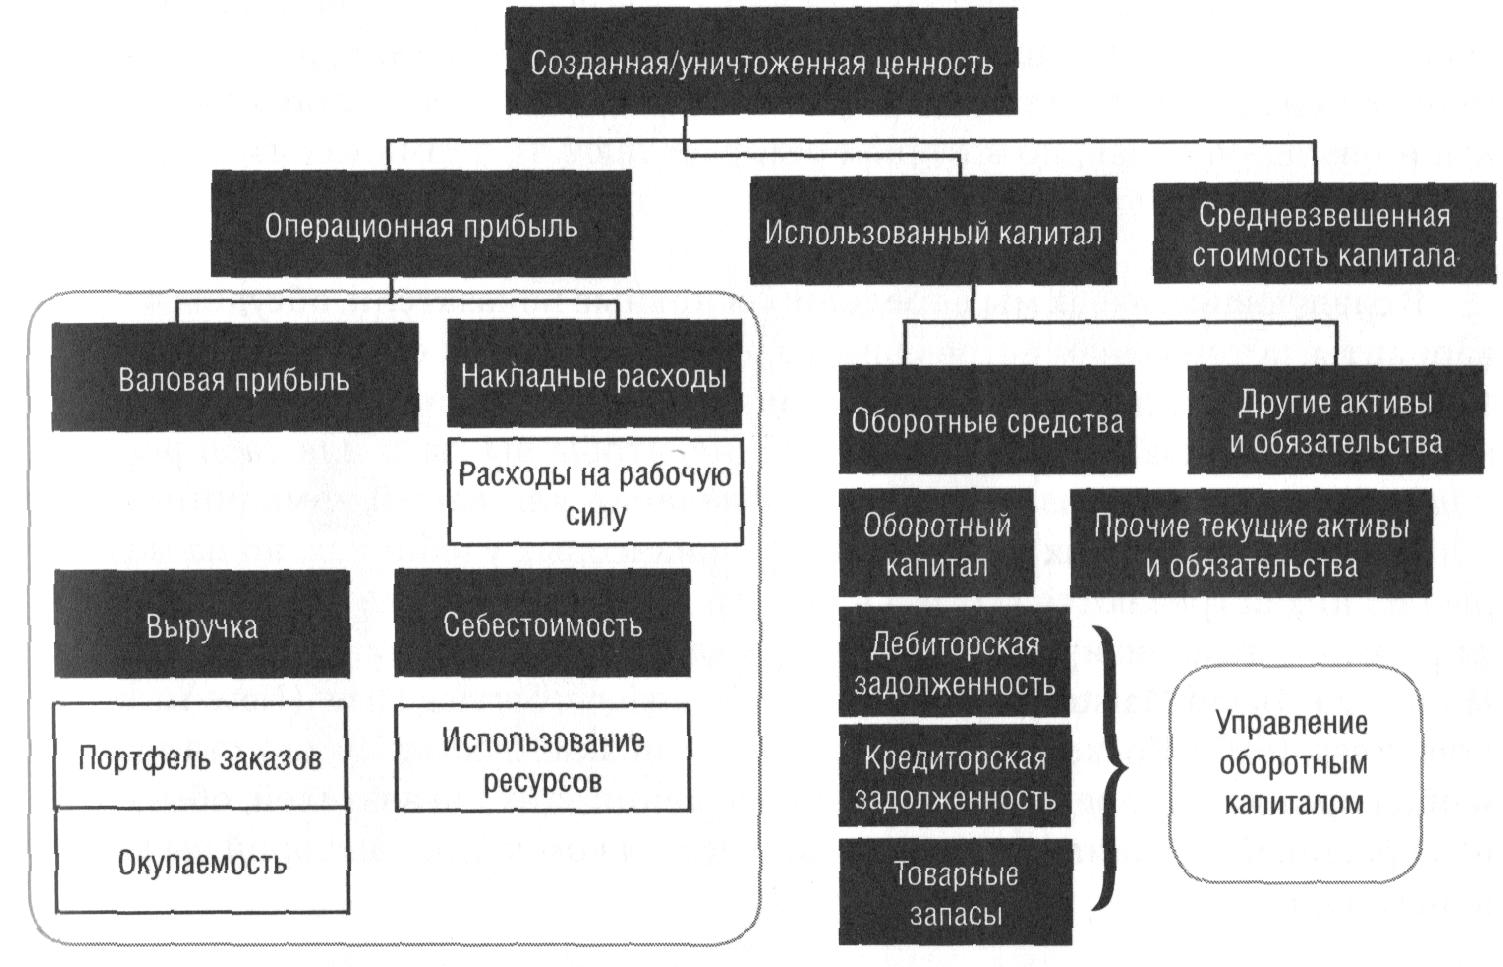 Созданная/уничтоженная ценность
Операционная прибыль
Использованный капитал
Средневзвешенная
стоимость капитала
Валовая прибыль
Накладные расходы
Расходы на рабочую
силу
Выручка
Себестоимость
Портфель заказов
Использование
ресурсов
Окупаемость
Оборотные средства
Другие активы
и обязательства
Оборотный
капитал
Прочие текущие активы
и обязательства
Дебиторская
задолженность
Кредиторская
задолженность
Товарные
запасы
Управление
оборотным
капиталом